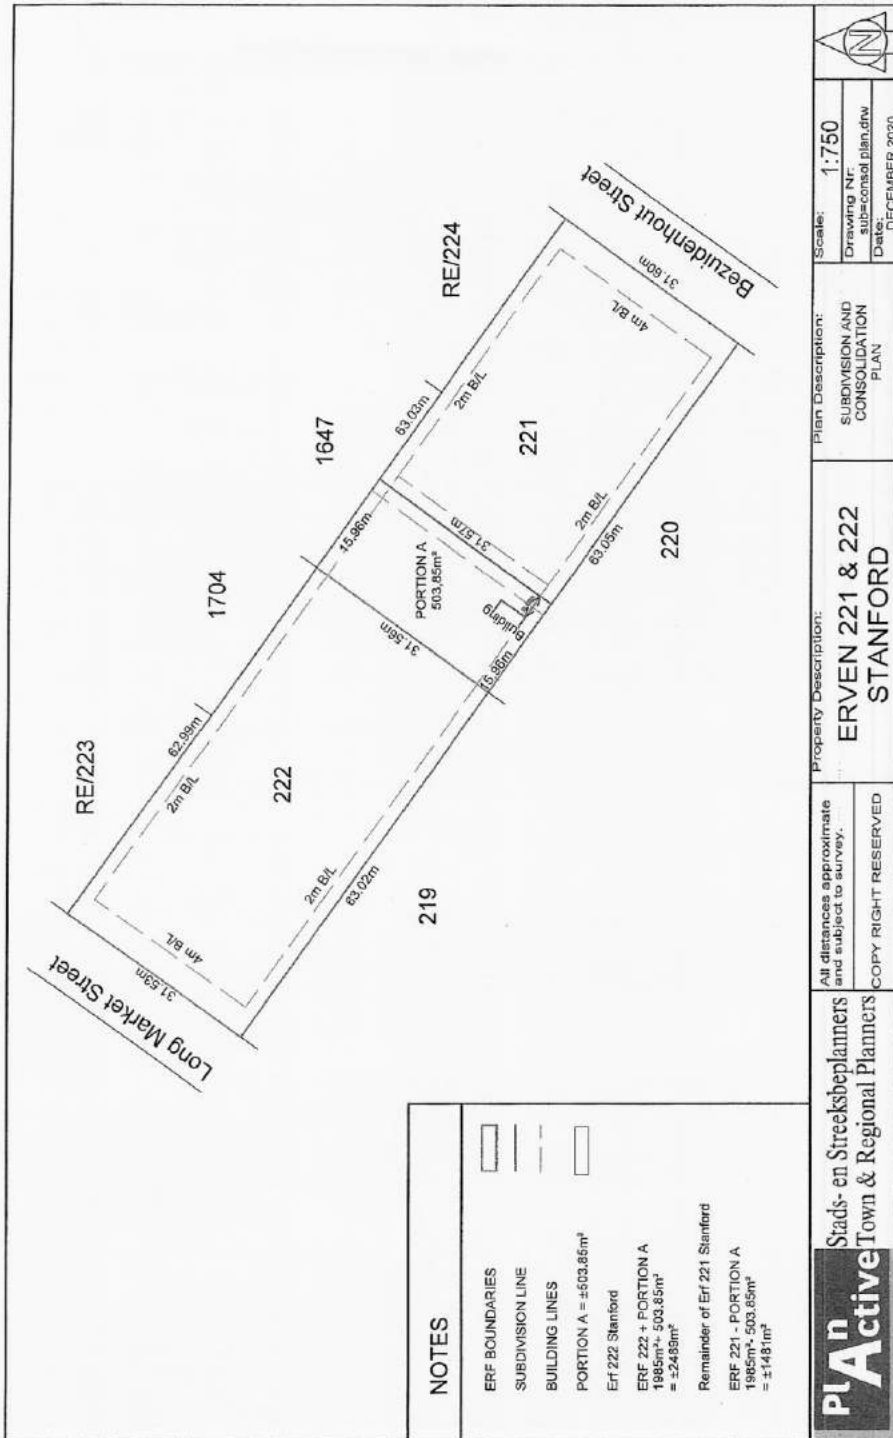 Long Market Street
Bezuidenhout Street
RE/223
1704
1647
RE/224
222
221
219
220
31.53m
4m B/L
2m B/L
62.99m
2m B/L
63.02m
15.96m
31.56m
PORTION A
503,85m²
31.57m
Building
15.96m
63.03m
2m B/L
2m B/L
63.05m
4m B/L
31.60m
NOTES
ERF BOUNDARIES
SUBDIVISION LINE
BUILDING LINES
PORTION A = ±503.85m²
Erf 222 Stanford
ERF 222 + PORTION A
1985m²+ 503.85m²
= ±2489m²
Remainder of Erf 221 Stanford
ERF 221 - PORTION A
1985m²- 503.85m²
= ±1481m²
Plan Active
Stads- en Streeksbeplanners
Town & Regional Planners
All distances approximate
and subject to survey.
COPY RIGHT RESERVED
Property Description:
ERVEN 221 & 222
STANFORD
Plan Description:
SUBDIVISION AND
CONSOLIDATION
PLAN
Scale:
1:750
Drawing Nr:
sub=consol plan.drw
Date:
DECEMBER 2020
N